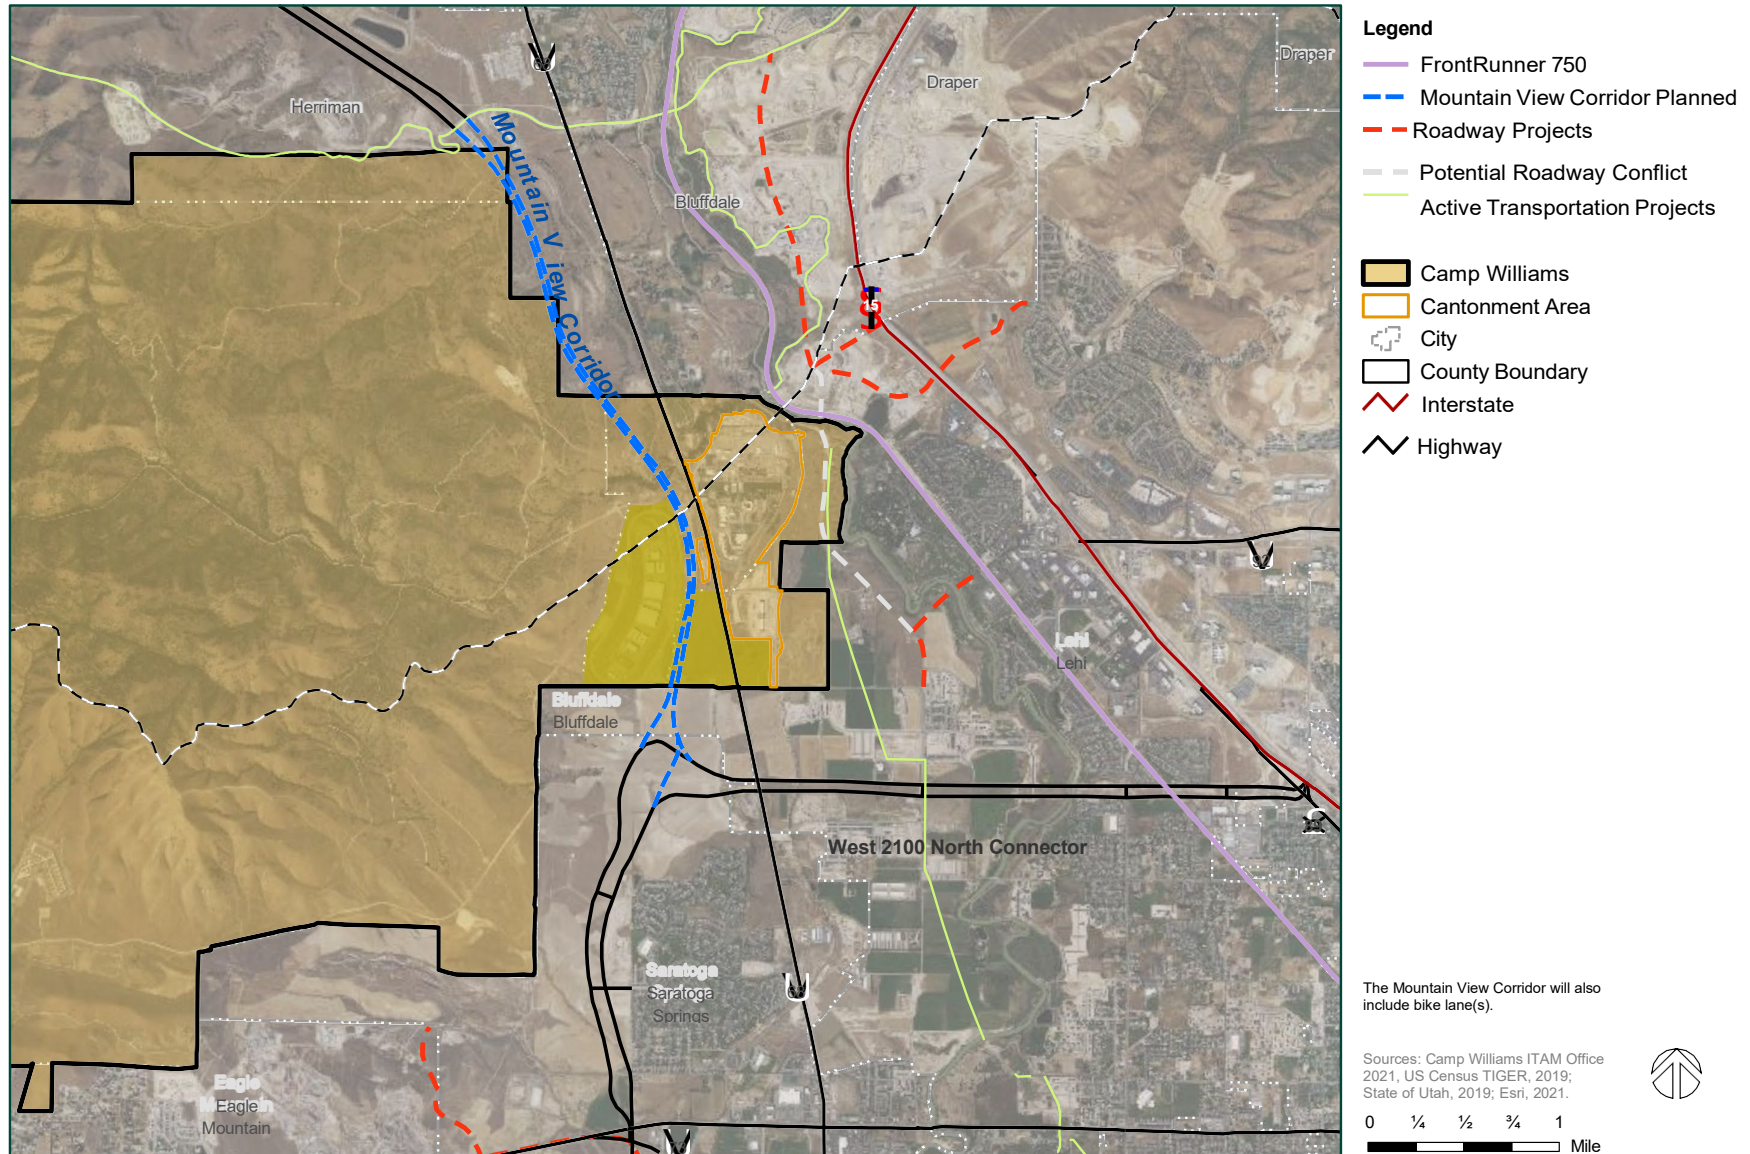 Herriman
Draper
Draper
Bluffdale
Mountain View Corridor
15
Lehi
Lehi
Bluffdale
Bluffdale
West 2100 North Connector
Saratoga
Saratoga
Springs
Eagle
Eagle
Mountain
Legend
FrontRunner 750
Mountain View Corridor Planned
Roadway Projects
Potential Roadway Conflict
Active Transportation Projects
Camp Williams
Cantonment Area
City
County Boundary
Interstate
Highway
The Mountain View Corridor will also
include bike lane(s).
Sources: Camp Williams ITAM Office
2021, US Census TIGER, 2019;
State of Utah, 2019; Esri, 2021.
0 ¼ ½ ¾ 1
Mile